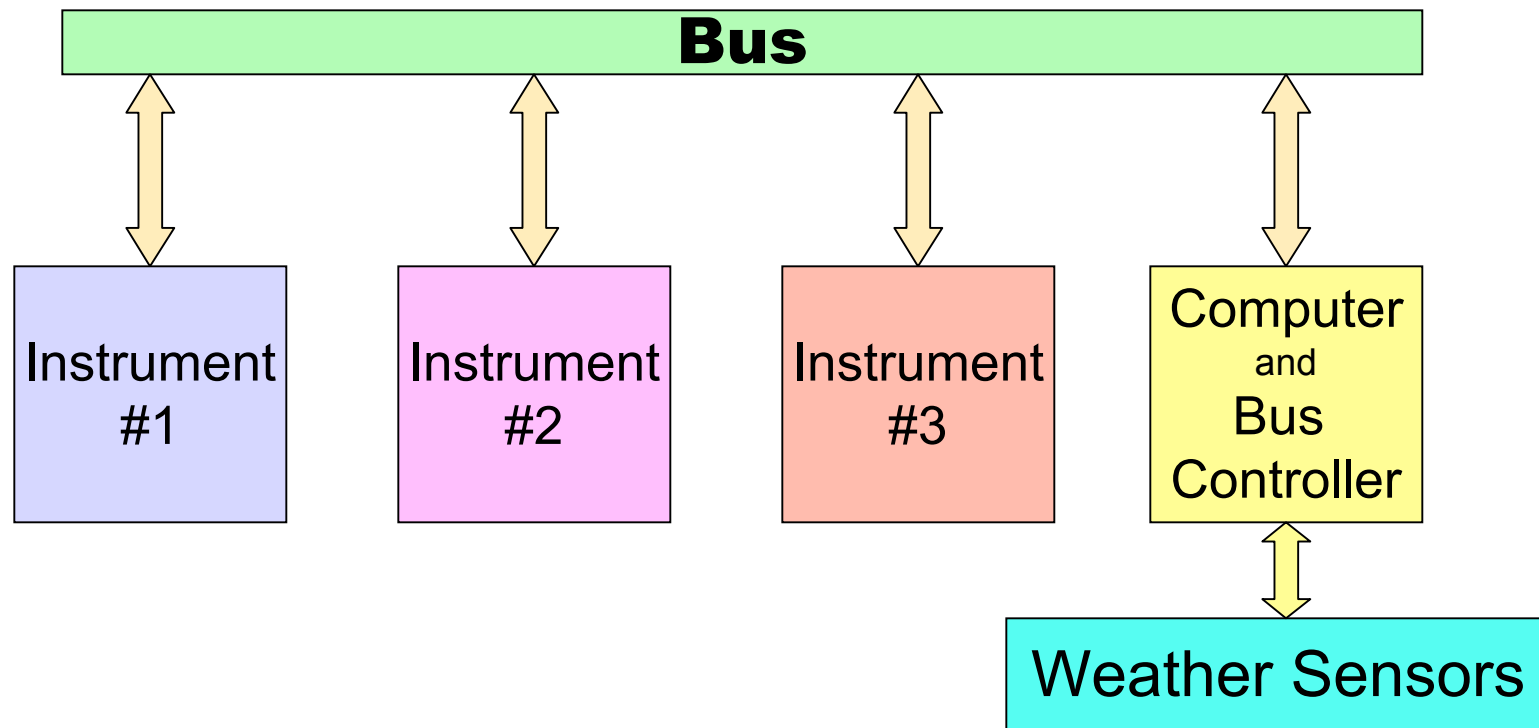 Bus
Instrument
#1
Instrument
#2
Instrument
#3
Computer
and
Bus
Controller
Weather Sensors